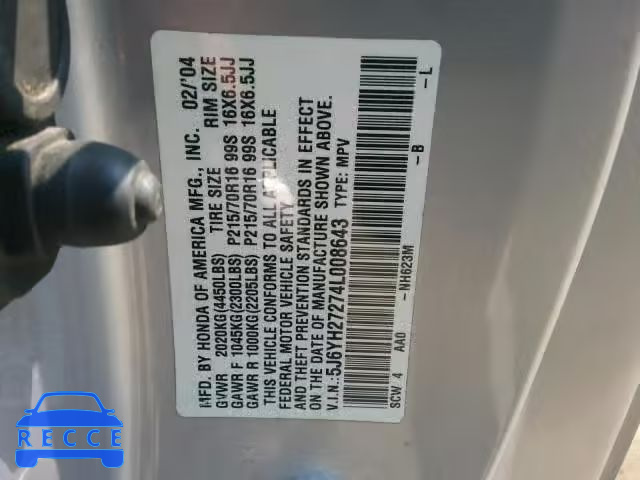 MFD. BY HONDA OF AMERICA MFG., INC. 02/'04
TIRE SIZE RIM SIZE
GVWR 2020KG(4450LBS)
GAWR F 1045KG(2300LBS) P215/70R16 99S 16X6.5JJ
GAWR R 1000KG(2205LBS) P215/70R16 99S 16X6.5JJ
THIS VEHICLE CONFORMS TO ALL APPLICABLE
FEDERAL MOTOR VEHICLE SAFETY
AND THEFT PREVENTION STANDARDS IN EFFECT
ON THE DATE OF MANUFACTURE SHOWN ABOVE.
V.I.N.:5J6YH27274L008643 TYPE: MPV
SCW 4 AA0 -NH623M -B -L
RECCE